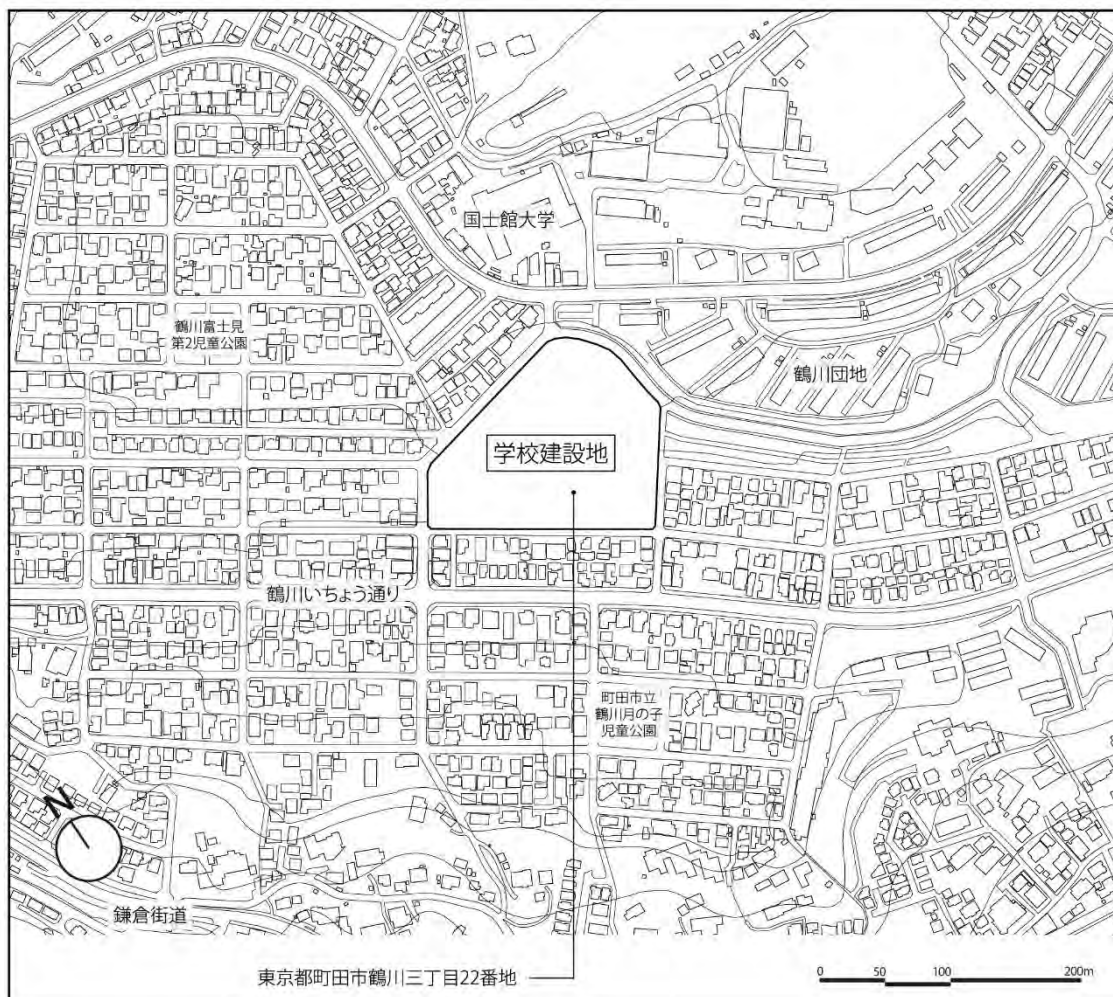 国士館大学
鶴川富士見
第2児童公園
鶴川団地
学校建設地
鶴川いちょう通り
町田市立
鶴川月の子
児童公園
N
鎌倉街道
東京都町田市鶴川三丁目22番地
0 50 100 200m